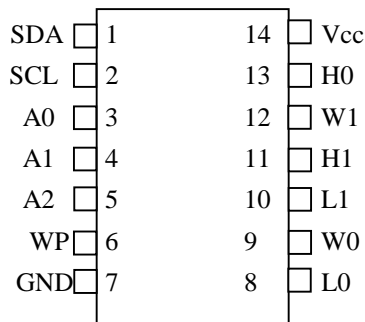 SDA 1 14 Vcc
SCL 2 13 H0
A0 3 12 W1
A1 4 11 H1
A2 5 10 L1
WP 6 9 W0
GND 7 8 L0